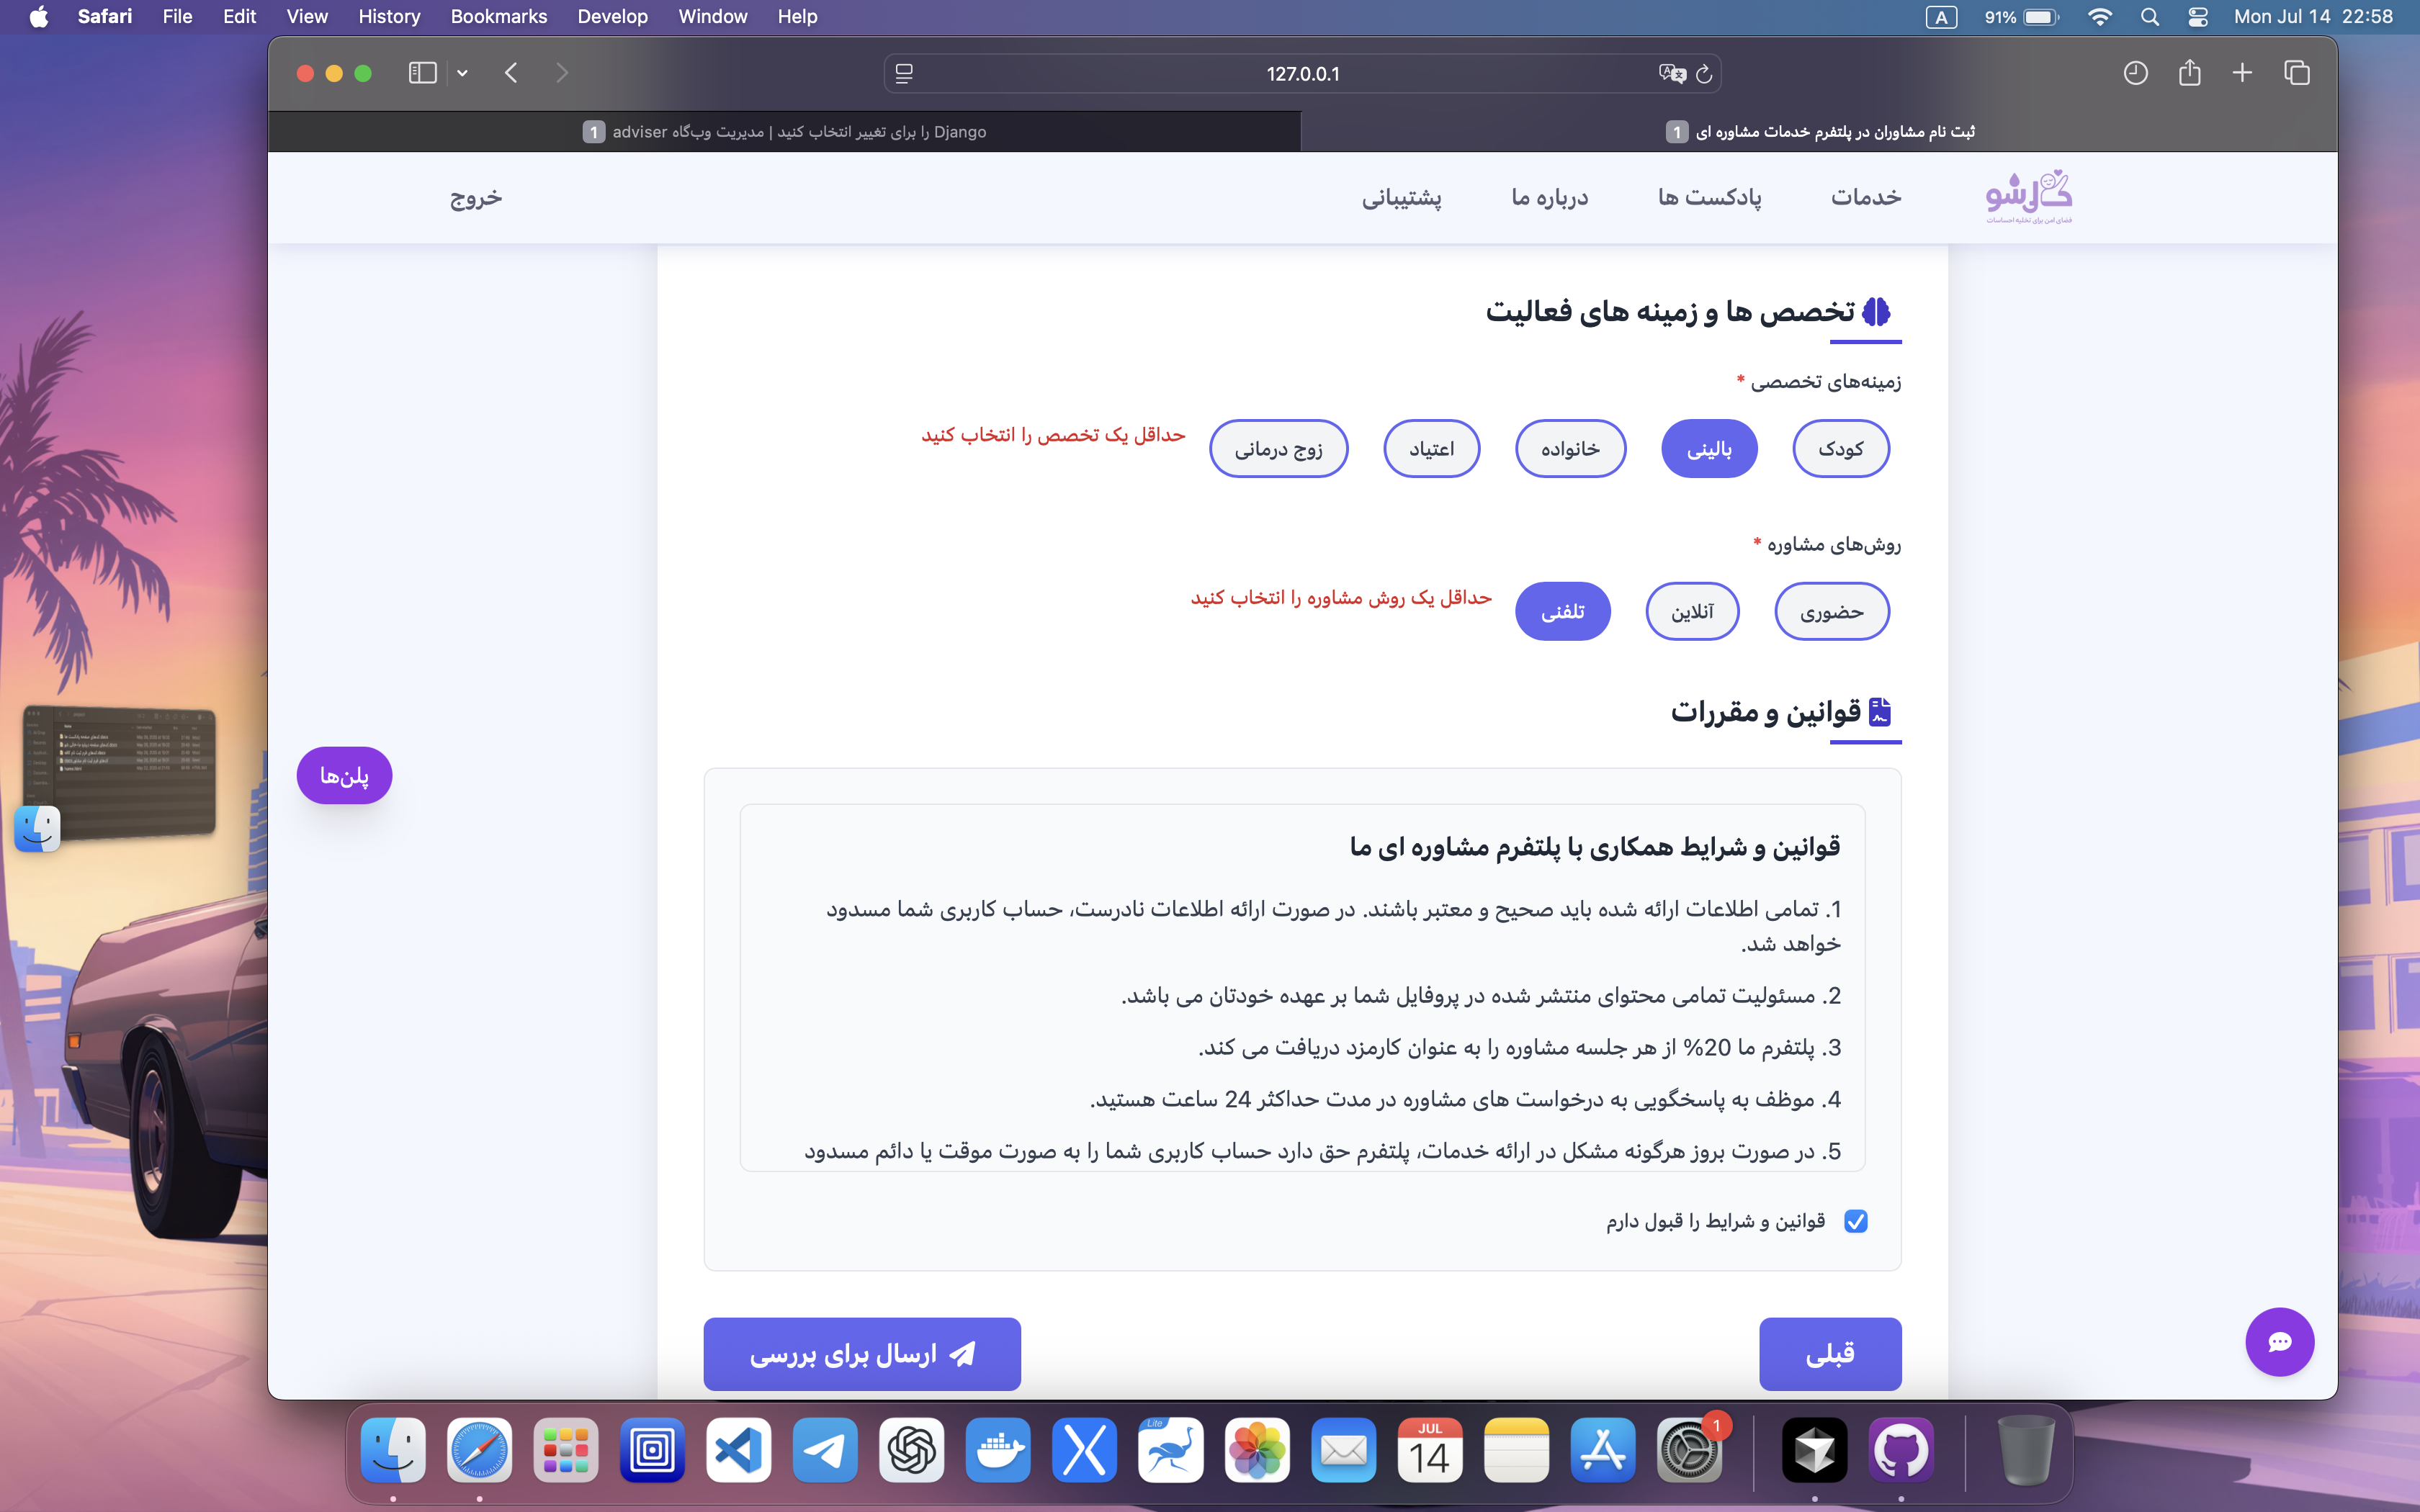 Safari File Edit View History Bookmarks Develop Window Help
A 91% Mon Jul 14 22:58
127.0.0.1
1 adviser را برای تغییر انتخاب کنید | مدیریت وب‌گاه Django
1 ثبت نام مشاوران در پلتفرم خدمات مشاوره ای
گل‌شو
فضای امن برای تخلیه احساسات
خدمات پادکست ها درباره ما پشتیبانی خروج
تخصص ها و زمینه های فعالیت
زمینه‌های تخصصی *
کودک بالینی خانواده اعتیاد زوج درمانی حداقل یک تخصص را انتخاب کنید
روش‌های مشاوره *
حضوری آنلاین تلفنی حداقل یک روش مشاوره را انتخاب کنید
قوانین و مقررات
پلن‌ها
قوانین و شرایط همکاری با پلتفرم مشاوره ای ما
1. تمامی اطلاعات ارائه شده باید صحیح و معتبر باشند. در صورت ارائه اطلاعات نادرست، حساب کاربری شما مسدود
خواهد شد.
2. مسئولیت تمامی محتوای منتشر شده در پروفایل شما بر عهده خودتان می باشد.
3. پلتفرم ما 20% از هر جلسه مشاوره را به عنوان کارمزد دریافت می کند.
4. موظف به پاسخگویی به درخواست های مشاوره در مدت حداکثر 24 ساعت هستید.
5. در صورت بروز هرگونه مشکل در ارائه خدمات، پلتفرم حق دارد حساب کاربری شما را به صورت موقت یا دائم مسدود
قوانین و شرایط را قبول دارم
قبلی ارسال برای بررسی
Lite
JUL
14
1